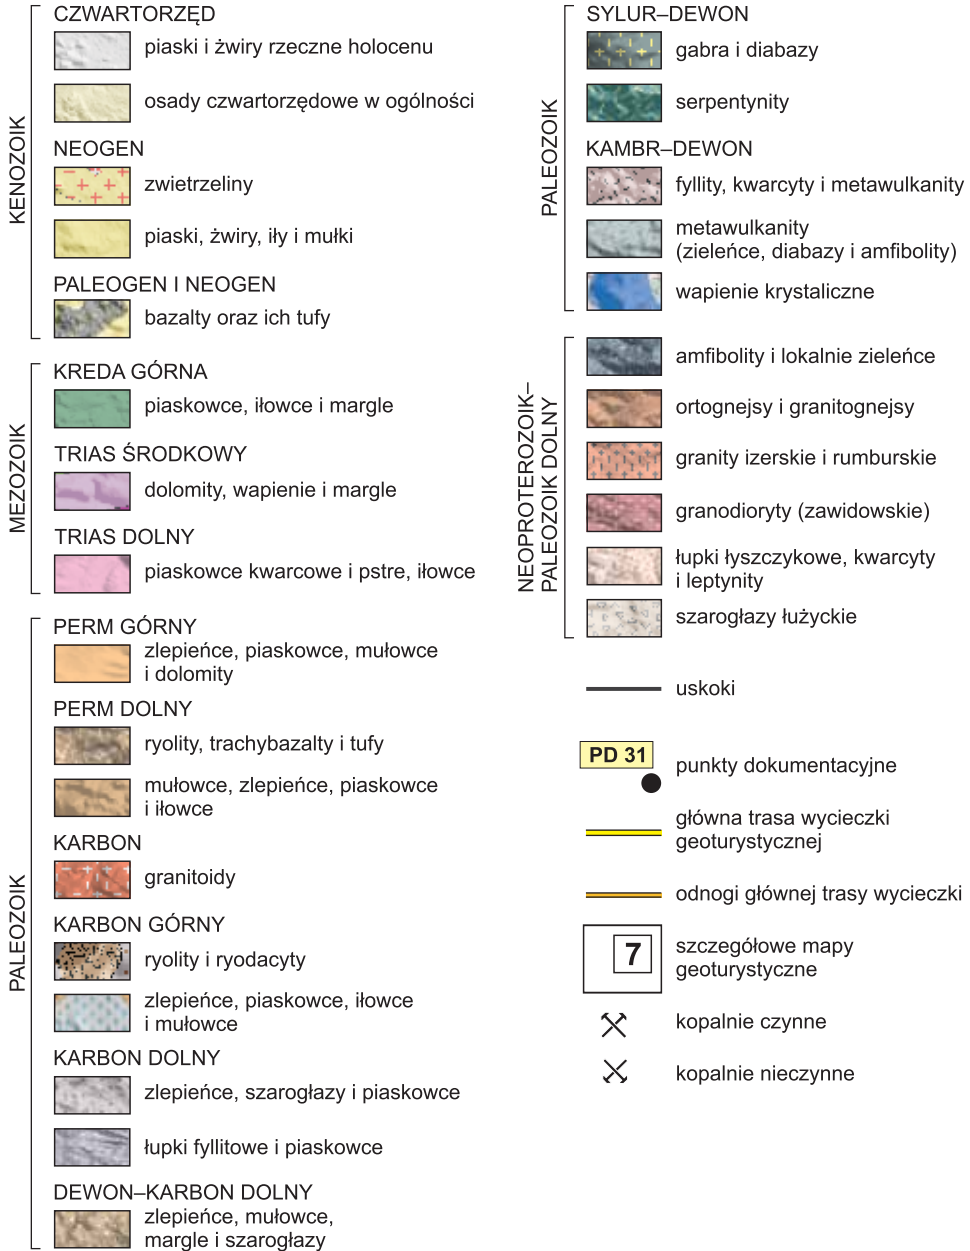 KENOZOIK
CZWARTORZĘD
piaski i żwiry rzeczne holocenu
osady czwartorzędowe w ogólności
NEOGEN
zwietrzeliny
piaski, żwiry, iły i mułki
PALEOGEN I NEOGEN
bazalty oraz ich tufy
MEZOZOIK
KREDA GÓRNA
piaskowce, iłowce i margle
TRIAS ŚRODKOWY
dolomity, wapienie i margle
TRIAS DOLNY
piaskowce kwarcowe i pstre, iłowce
PALEOZOIK
PERM GÓRNY
zlepieńce, piaskowce, mułowce
i dolomity
PERM DOLNY
ryolity, trachybazalty i tufy
mułowce, zlepieńce, piaskowce
i iłowce
KARBON
granitoidy
KARBON GÓRNY
ryolity i ryodacyty
zlepieńce, piaskowce, iłowce
i mułowce
KARBON DOLNY
zlepieńce, szarogłazy i piaskowce
łupki fyllitowe i piaskowce
DEWON–KARBON DOLNY
zlepieńce, mułowce,
margle i szarogłazy
PALEOZOIK
SYLUR–DEWON
gabra i diabazy
serpentynity
KAMBR–DEWON
fyllity, kwarcyty i metawulkanity
metawulkanity
(zieleńce, diabazy i amfibolity)
wapienie krystaliczne
NEOPROTEROZOIK–
PALEOZOIK DOLNY
amfibolity i lokalnie zieleńce
ortognejsy i granitognejsy
granity izerskie i rumburskie
granodioryty (zawidowskie)
łupki łyszczykowe, kwarcyty
i leptynity
szarogłazy łużyckie
uskoki
PD 31
punkty dokumentacyjne
główna trasa wycieczki
geoturystycznej
odnogi głównej trasy wycieczki
7
szczegółowe mapy
geoturystyczne
kopalnie czynne
kopalnie nieczynne